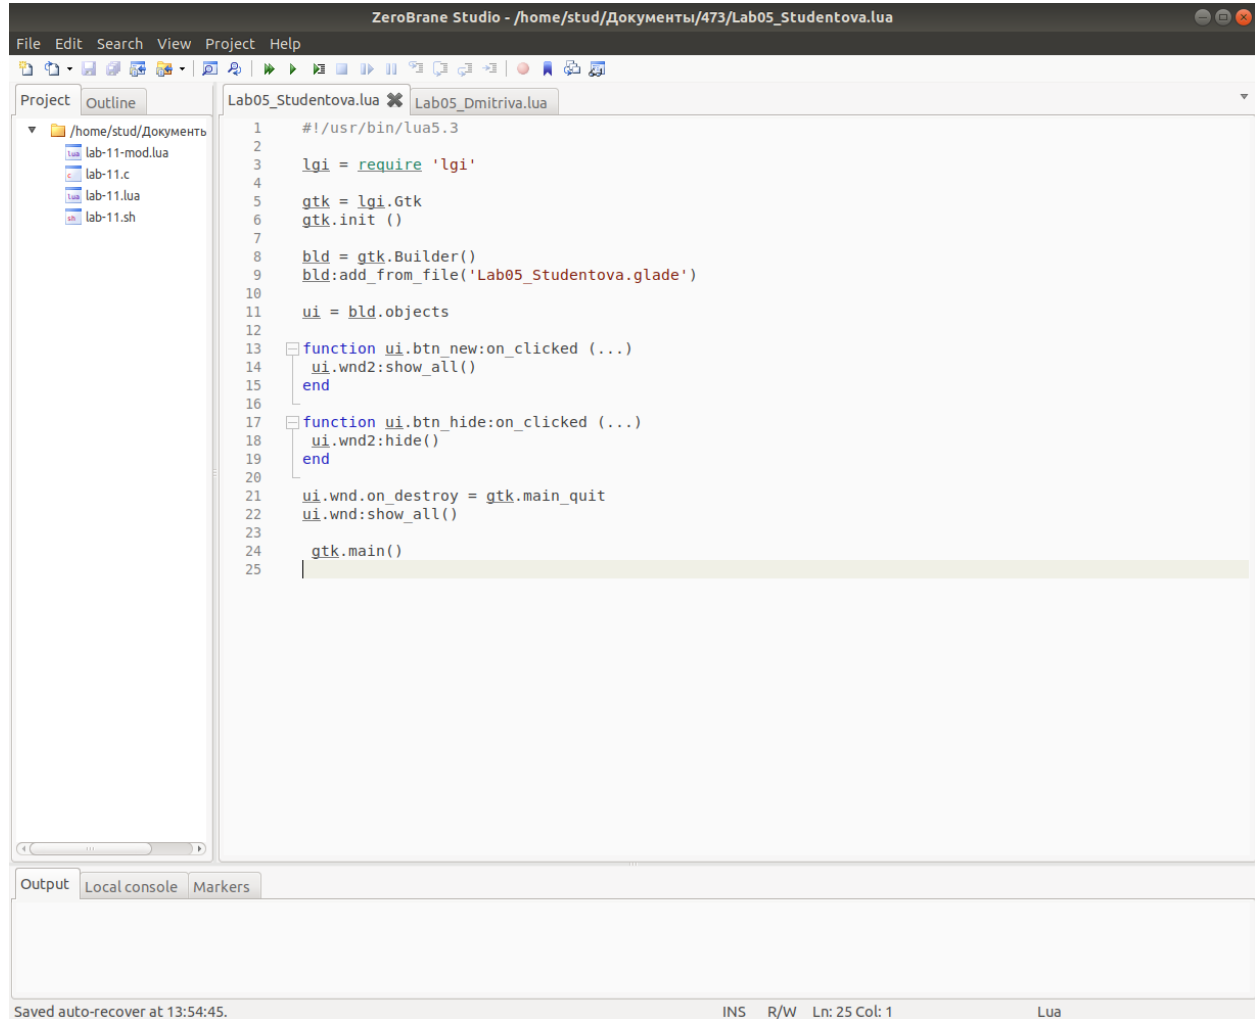 ZeroBrane Studio - /home/stud/Документы/473/Lab05_Studentova.lua
File Edit Search View Project Help
Project Outline
Lab05_Studentova.lua Lab05_Dmitriva.lua
/home/stud/Документь
lab-11-mod.lua
lab-11.c
lab-11.lua
lab-11.sh
1 #!/usr/bin/lua5.3
2
3 lgi = require 'lgi'
4
5 gtk = lgi.Gtk
6 gtk.init ()
7
8 bld = gtk.Builder()
9 bld:add_from_file('Lab05_Studentova.glade')
10
11 ui = bld.objects
12
13 function ui.btn_new:on_clicked (...)
14 ui.wnd2:show_all()
15 end
16
17 function ui.btn_hide:on_clicked (...)
18 ui.wnd2:hide()
19 end
20
21 ui.wnd.on_destroy = gtk.main_quit
22 ui.wnd:show_all()
23
24 gtk.main()
25
Output Local console Markers
Saved auto-recover at 13:54:45. INS R/W Ln: 25 Col: 1 Lua